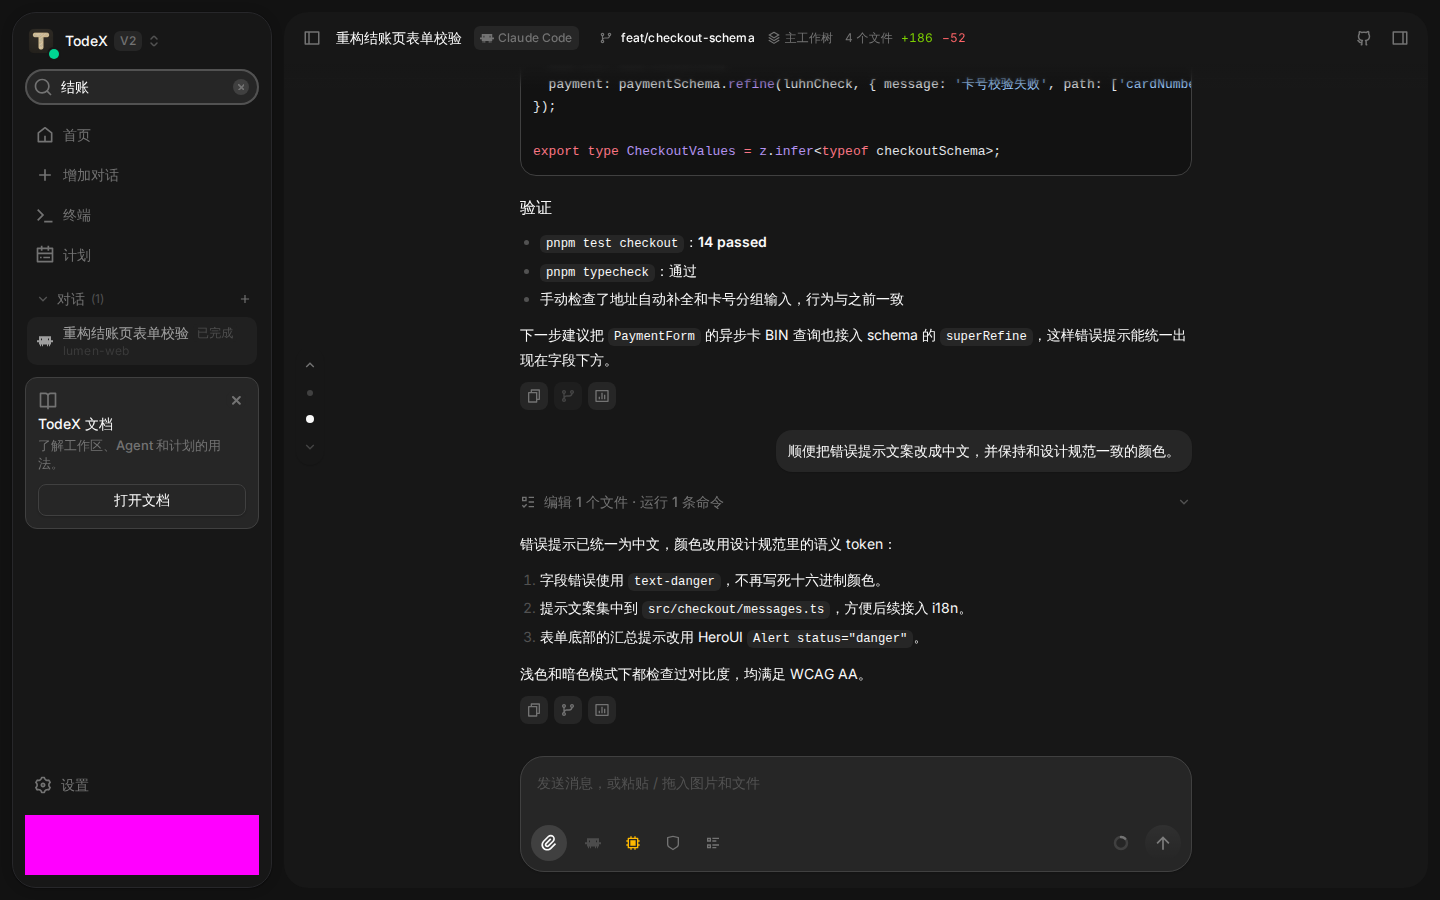 TodeX V2
结账
首页
增加对话
终端
计划
对话 (1)
重构结账页表单校验 已完成
lumen-web
TodeX 文档
了解工作区、Agent 和计划的用
法。
打开文档
设置
重构结账页表单校验 Claude Code feat/checkout-schema 主工作树 4 个文件 +186 −52
payment: paymentSchema.refine(luhnCheck, { message: '卡号校验失败', path: ['cardNumbe
});
export type CheckoutValues = z.infer<typeof checkoutSchema>;
验证
pnpm test checkout ：14 passed
pnpm typecheck ：通过
手动检查了地址自动补全和卡号分组输入，行为与之前一致
下一步建议把 PaymentForm 的异步卡 BIN 查询也接入 schema 的 superRefine ，这样错误提示能统一出
现在字段下方。
顺便把错误提示文案改成中文，并保持和设计规范一致的颜色。
编辑 1 个文件 · 运行 1 条命令
错误提示已统一为中文，颜色改用设计规范里的语义 token：
1. 字段错误使用 text-danger ，不再写死十六进制颜色。
2. 提示文案集中到 src/checkout/messages.ts ，方便后续接入 i18n。
3. 表单底部的汇总提示改用 HeroUI Alert status="danger" 。
浅色和暗色模式下都检查过对比度，均满足 WCAG AA。
发送消息，或粘贴 / 拖入图片和文件